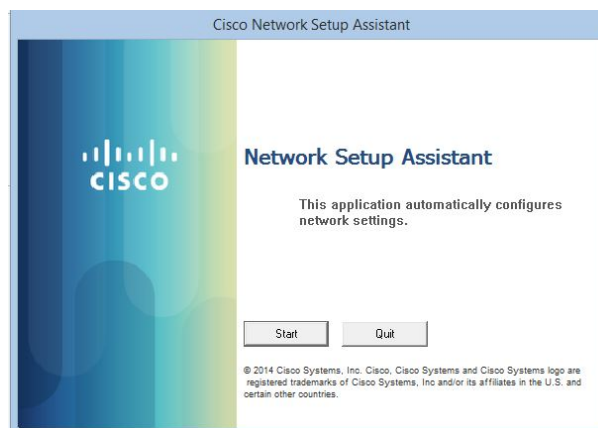 Cisco Network Setup Assistant
CISCO
Network Setup Assistant
This application automatically configures
network settings.
Start
Quit
© 2014 Cisco Systems, Inc. Cisco, Cisco Systems and Cisco Systems logo are
registered trademarks of Cisco Systems, Inc and/or its affiliates in the U.S. and
certain other countries.